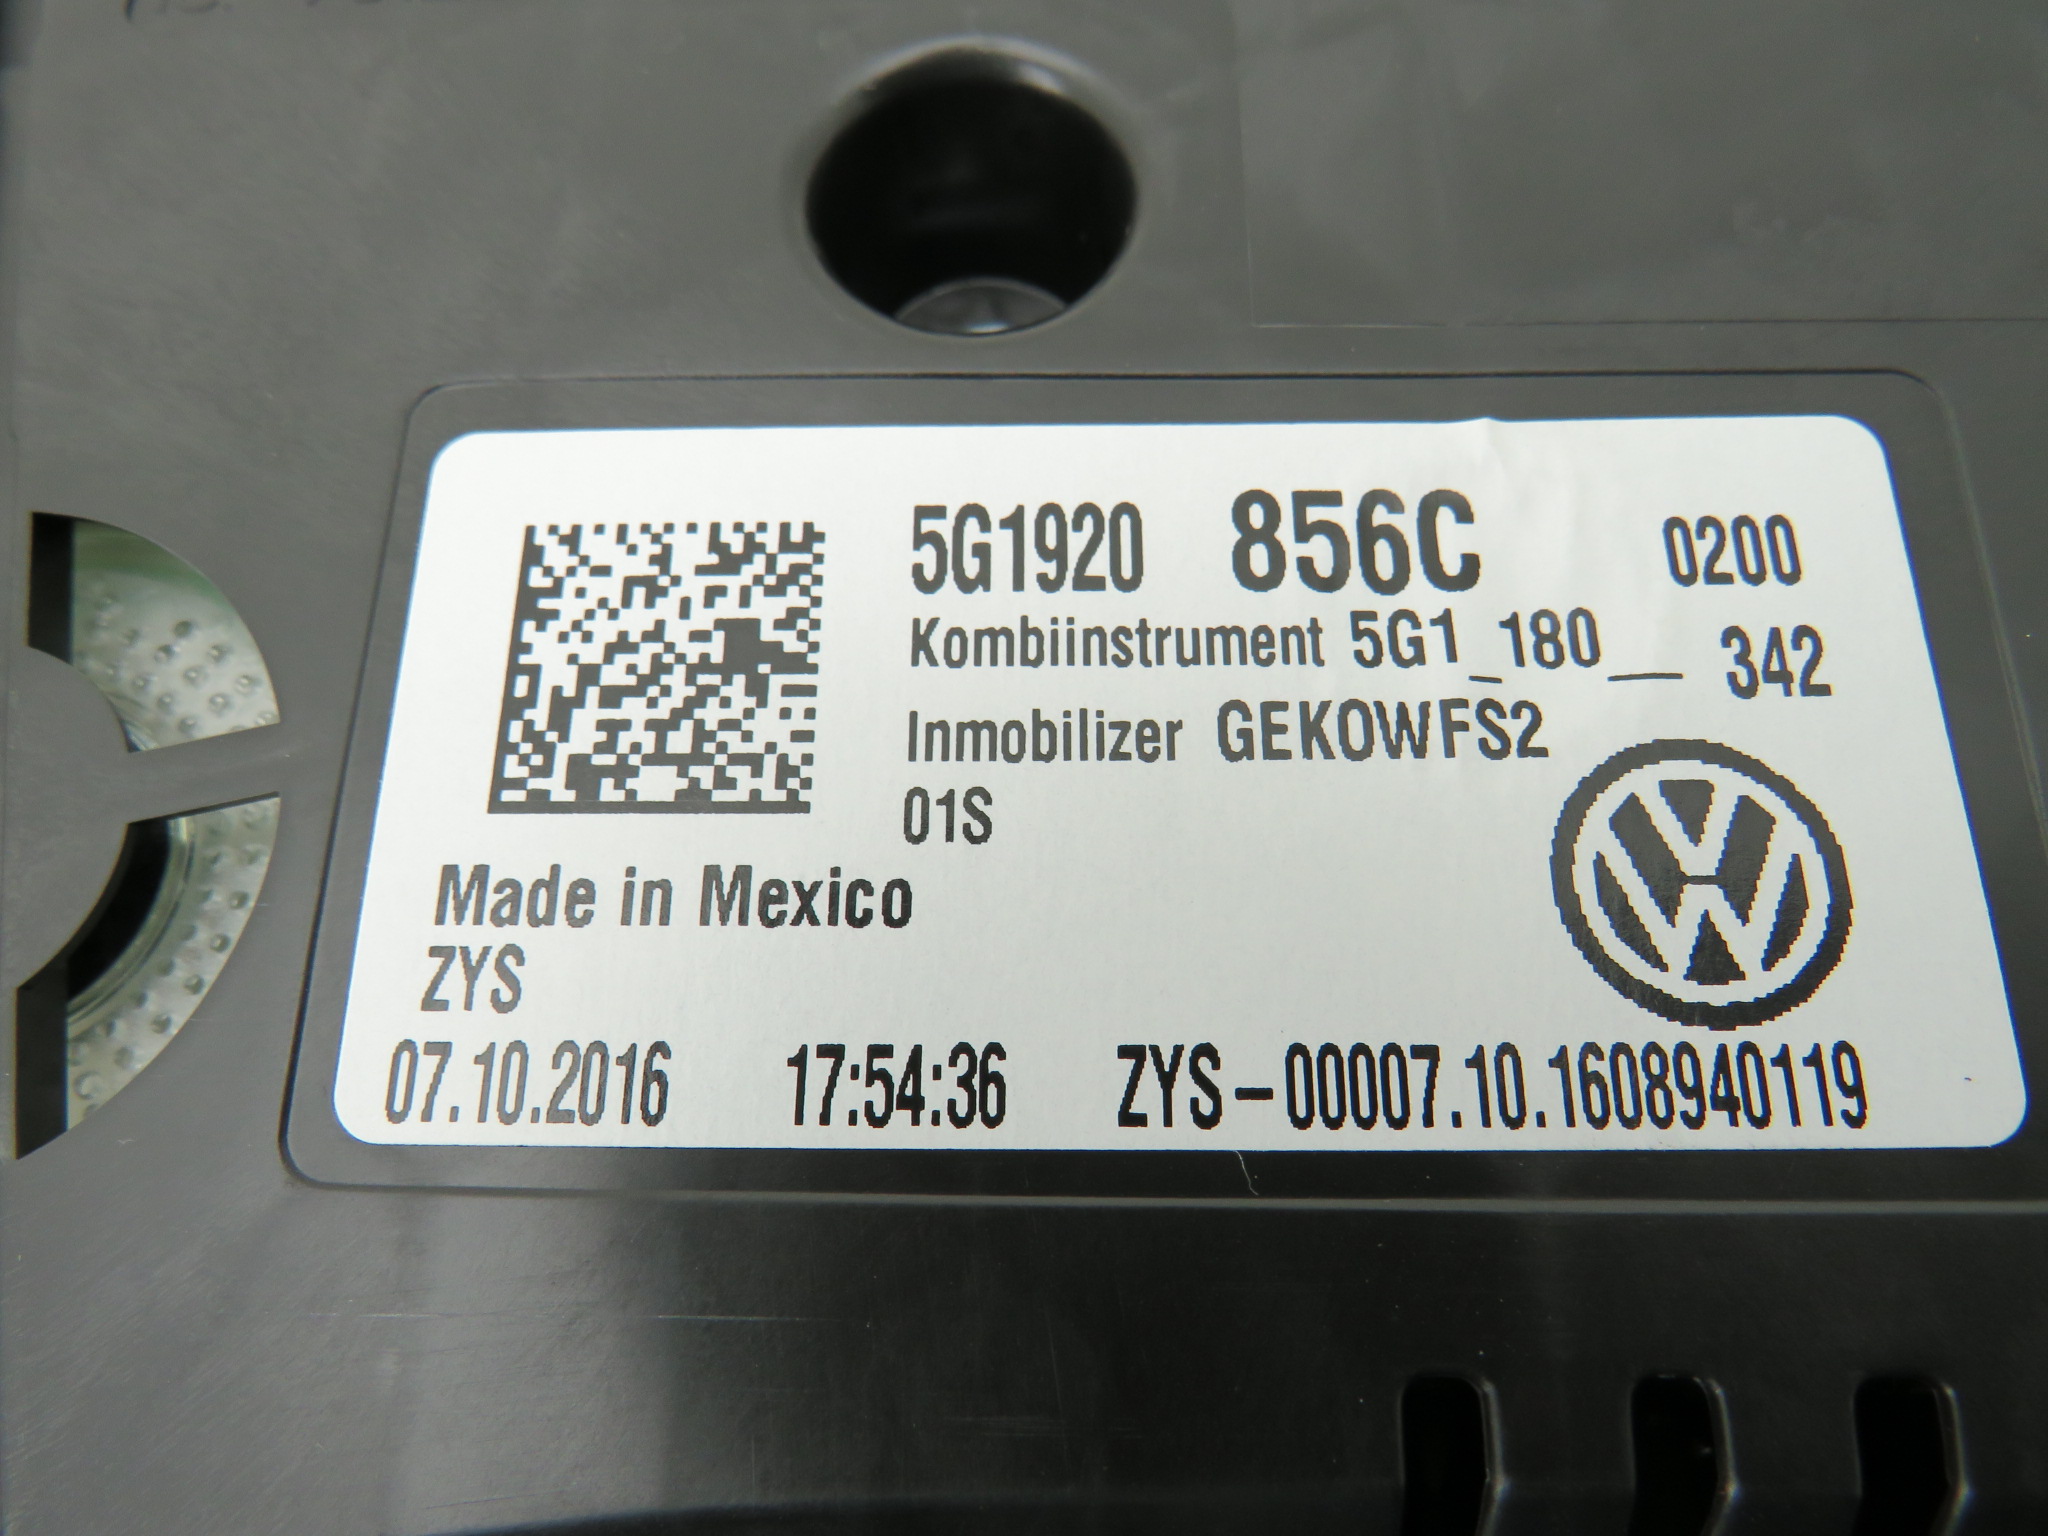 5G1920 856C 0200
Kombiinstrument 5G1_180__ 342
Inmobilizer GEKOWFS2
01S
Made in Mexico
ZYS
07.10.2016 17:54:36 ZYS-00007.10.1608940119